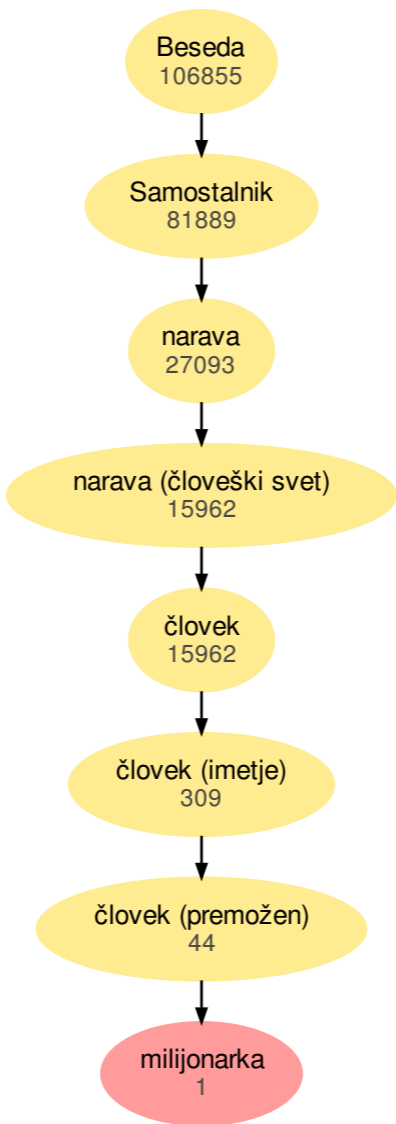 Beseda
106855
Samostalnik
81889
narava
27093
narava (človeški svet)
15962
človek
15962
človek (imetje)
309
človek (premožen)
44
milijonarka
1